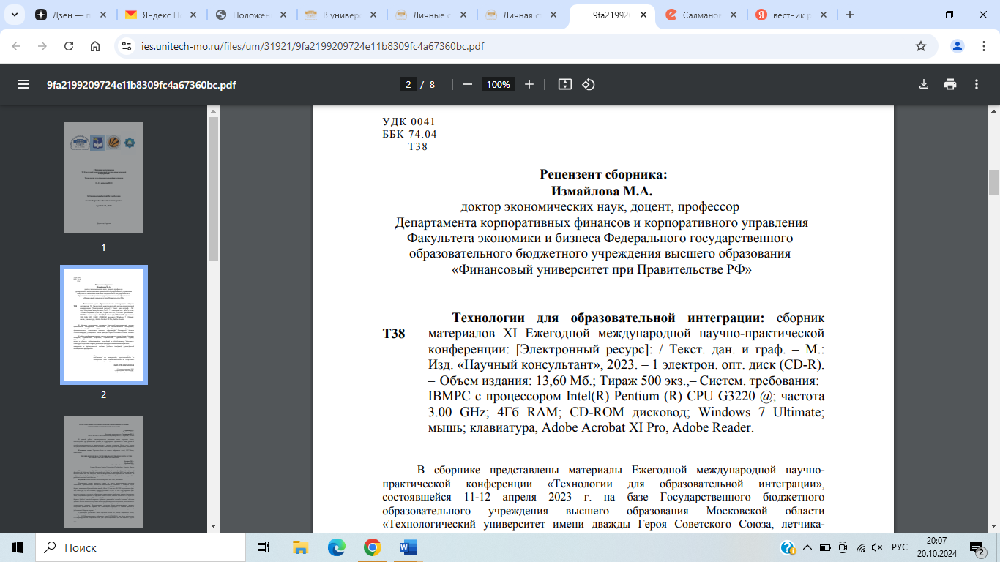 Дзен — п
Яндекс П
Положен
В универ
Личные с
Личная с
9fa21992
Салманов
вестник р
ies.unitech-mo.ru/files/um/31921/9fa2199209724e11b8309fc4a67360bc.pdf
9fa2199209724e11b8309fc4a67360bc.pdf
2 / 8
100%
1
2
УДК 0041
ББК 74.04
Т38
Рецензент сборника:
Измайлова М.А.
доктор экономических наук, доцент, профессор
Департамента корпоративных финансов и корпоративного управления
Факультета экономики и бизнеса Федерального государственного
образовательного бюджетного учреждения высшего образования
«Финансовый университет при Правительстве РФ»
Технологии для образовательной интеграции: сборник
Т38 материалов XI Ежегодной международной научно-практической
конференции: [Электронный ресурс]: / Текст. дан. и граф. – М.:
Изд. «Научный консультант», 2023. – 1 электрон. опт. диск (CD-R).
– Объем издания: 13,60 Мб.; Тираж 500 экз.,– Систем. требования:
IBMPC с процессором Intel(R) Pentium (R) CPU G3220 @; частота
3.00 GHz; 4Гб RAM; CD-ROM дисковод; Windows 7 Ultimate;
мышь; клавиатура, Adobe Acrobat XI Pro, Adobe Reader.
В сборнике представлены материалы Ежегодной международной научно-
практической конференции «Технологии для образовательной интеграции»,
состоявшейся 11-12 апреля 2023 г. на базе Государственного бюджетного
образовательного учреждения высшего образования Московской области
«Технологический университет имени дважды Героя Советского Союза, летчика-
Поиск
РУС
20:07
20.10.2024
2